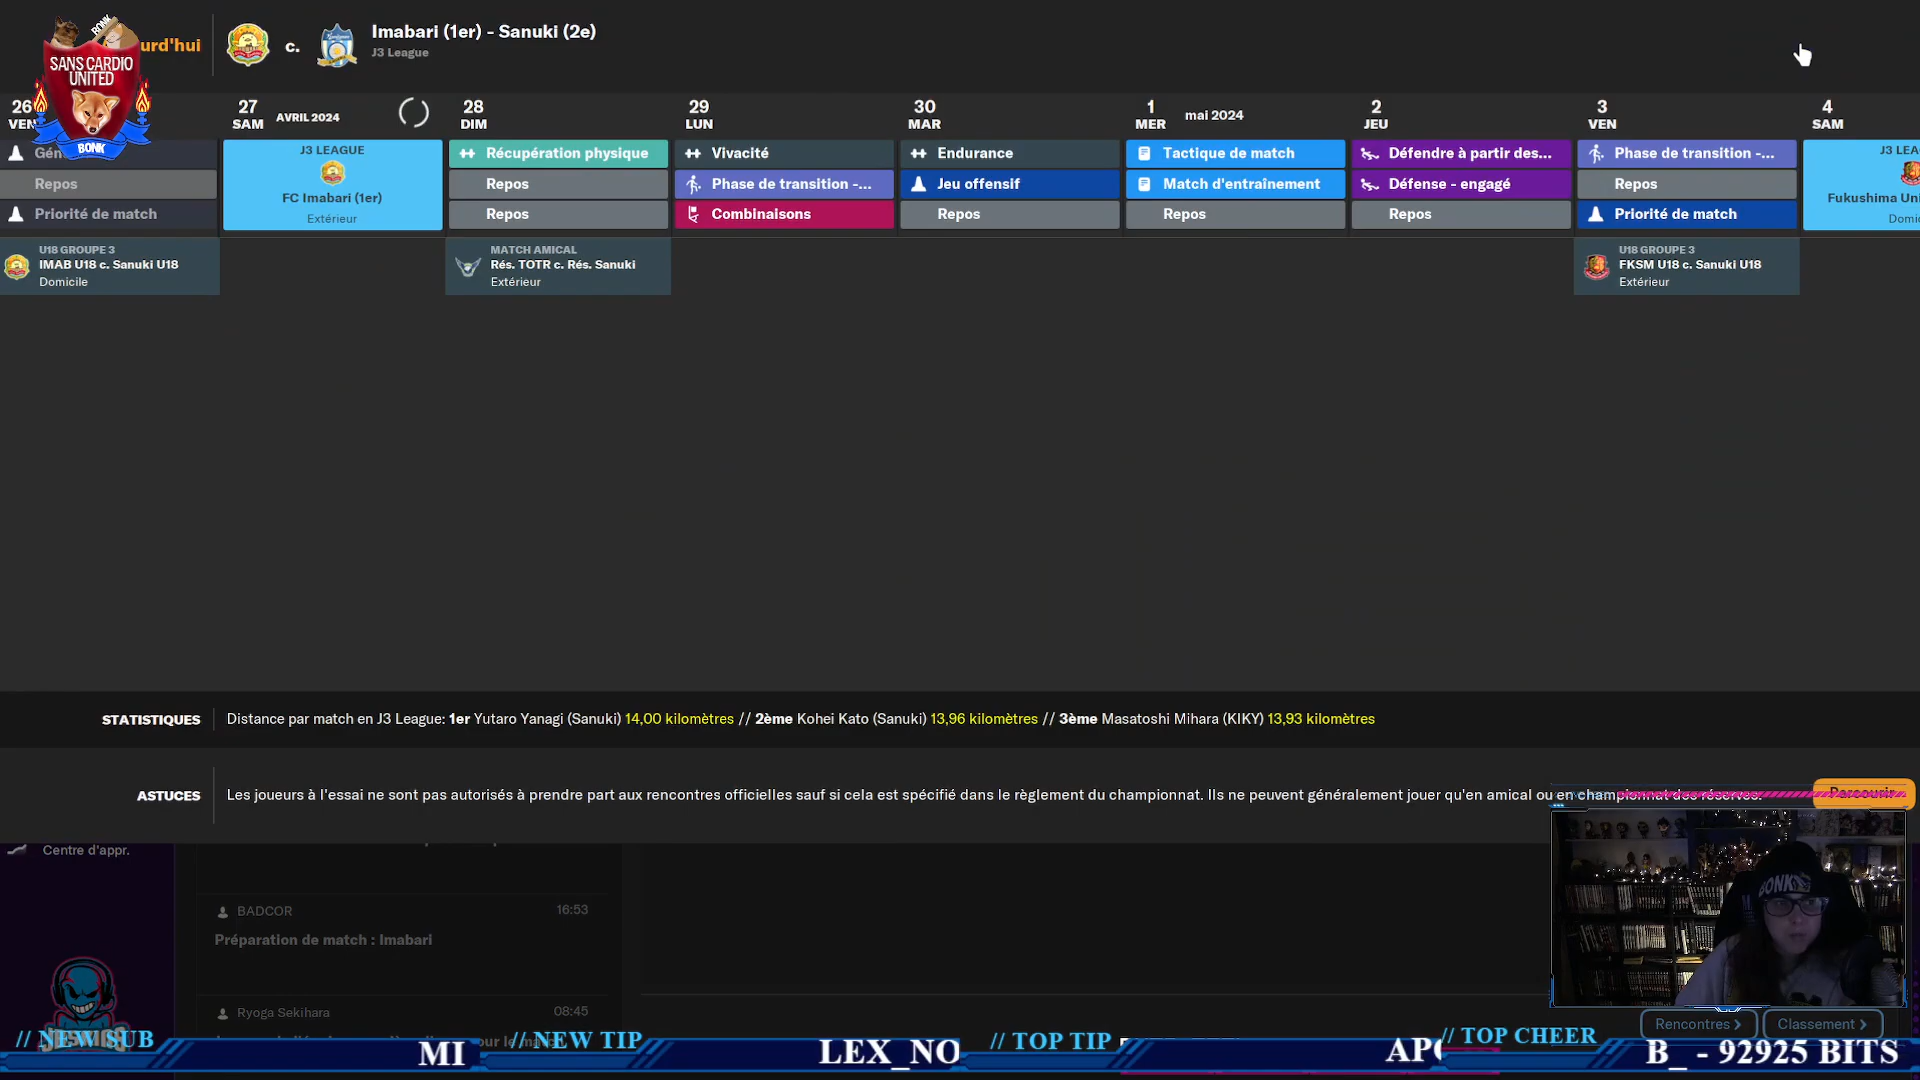 urd'hui
c.
Imabari (1er) - Sanuki (2e)
J3 League
BONK
SANS CARDIO
UNITED
BONK
26
VEN
27
SAM
AVRIL 2024
28
DIM
29
LUN
30
MAR
1
MER
mai 2024
2
JEU
3
VEN
4
SAM
Repos
Priorité de match
J3 LEAGUE
FC Imabari (1er)
Extérieur
Récupération physique
Repos
Repos
Vivacité
Phase de transition -...
Combinaisons
Endurance
Jeu offensif
Repos
Tactique de match
Match d'entraînement
Repos
Défendre à partir des...
Défense - engagé
Repos
Phase de transition -...
Repos
Priorité de match
J3 LEA
Fukushima Uni
Domic
U18 GROUPE 3
IMAB U18 c. Sanuki U18
Domicile
MATCH AMICAL
Rés. TOTR c. Rés. Sanuki
Extérieur
U18 GROUPE 3
FKSM U18 c. Sanuki U18
Extérieur
STATISTIQUES
Distance par match en J3 League: 1er Yutaro Yanagi (Sanuki) 14,00 kilomètres // 2ème Kohei Kato (Sanuki) 13,96 kilomètres // 3ème Masatoshi Mihara (KIKY) 13,93 kilomètres
ASTUCES
Les joueurs à l'essai ne sont pas autorisés à prendre part aux rencontres officielles sauf si cela est spécifié dans le règlement du championnat. Ils ne peuvent généralement jouer qu'en amical ou en championnat des réserves.
Parcourir
Centre d'appr.
BADCOR
16:53
Préparation de match : Imabari
Ryoga Sekihara
08:45
BONK
Rencontres
Classement
// NEW SUB
MI
// NEW TIP
LEX_NO
// TOP TIP
APO
// TOP CHEER
B_ - 92925 BITS